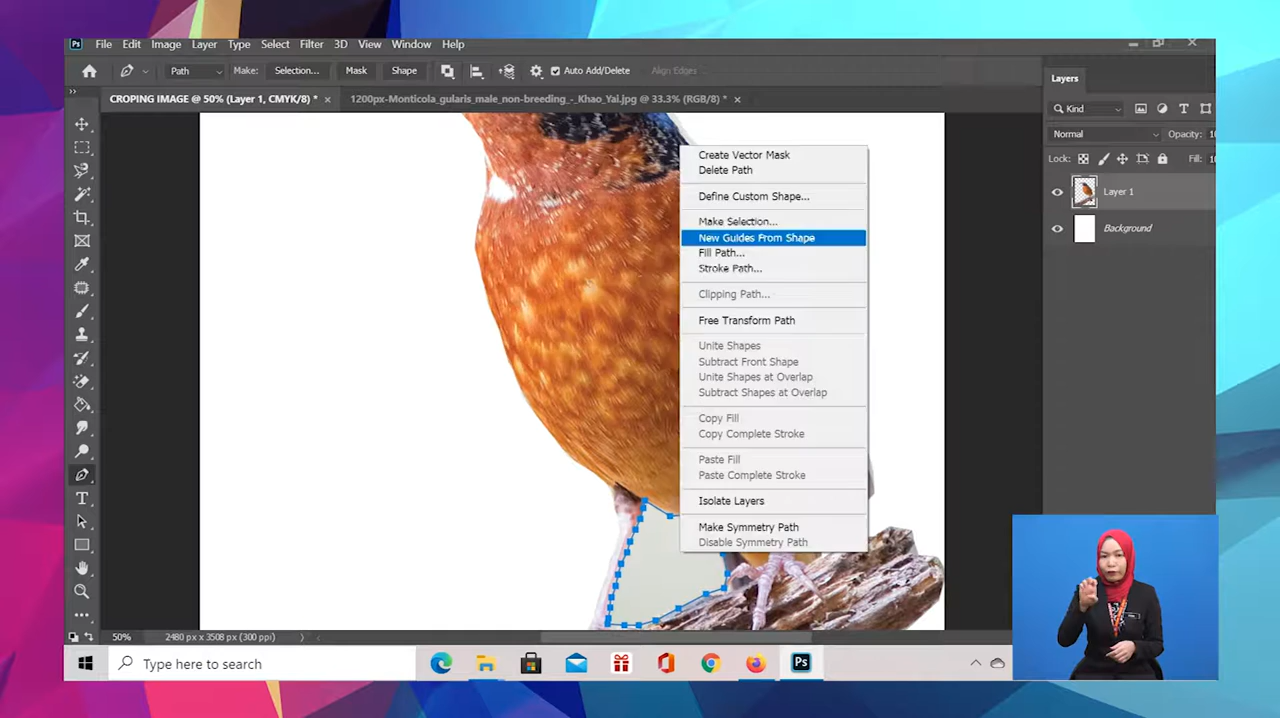 Ps File Edit Image Layer Type Select Filter 3D View Window Help
Path Make: Selection... Mask Shape Auto Add/Delete Align Edges
CROPING IMAGE @ 50% (Layer 1, CMYK/8) * × 1200px-Monticola_gularis_male_non-breeding_-_Khao_Yai.jpg @ 33.3% (RGB/8) * ×
Layers
Kind
Normal Opacity:
Lock: Fill:
Layer 1
Background
Create Vector Mask
Delete Path
Define Custom Shape...
Make Selection...
New Guides From Shape
Fill Path...
Stroke Path...
Clipping Path...
Free Transform Path
Unite Shapes
Subtract Front Shape
Unite Shapes at Overlap
Subtract Shapes at Overlap
Copy Fill
Copy Complete Stroke
Paste Fill
Paste Complete Stroke
Isolate Layers
Make Symmetry Path
Disable Symmetry Path
50% 2480 px x 3508 px (300 ppi)
Type here to search
Ps